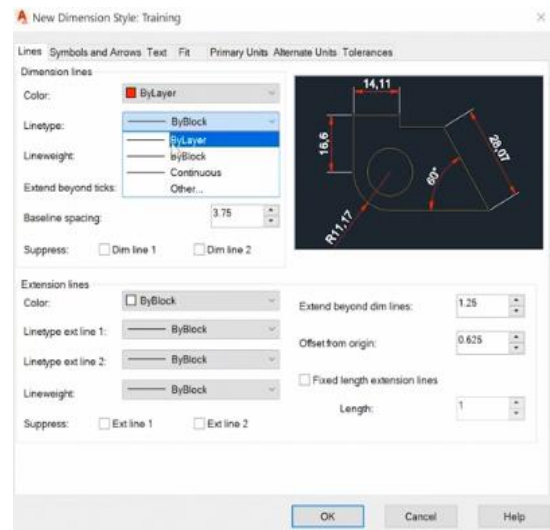 New Dimension Style: Training
Lines Symbols and Arrows Text Fit Primary Units Alternate Units Tolerances
Dimension lines
Color: ByLayer
Linetype: ByBlock
ByLayer
Lineweight: ByBlock
Continuous
Extend beyond ticks: Other...
Baseline spacing: 3.75
Suppress: Dim line 1 Dim line 2
14,11
16,6
28,07
60°
R11,17
Extension lines
Color: ByBlock
Linetype ext line 1: ByBlock
Linetype ext line 2: ByBlock
Lineweight: ByBlock
Suppress: Ext line 1 Ext line 2
Extend beyond dim lines: 1.25
Offset from origin: 0.625
Fixed length extension lines
Length: 1
OK Cancel Help